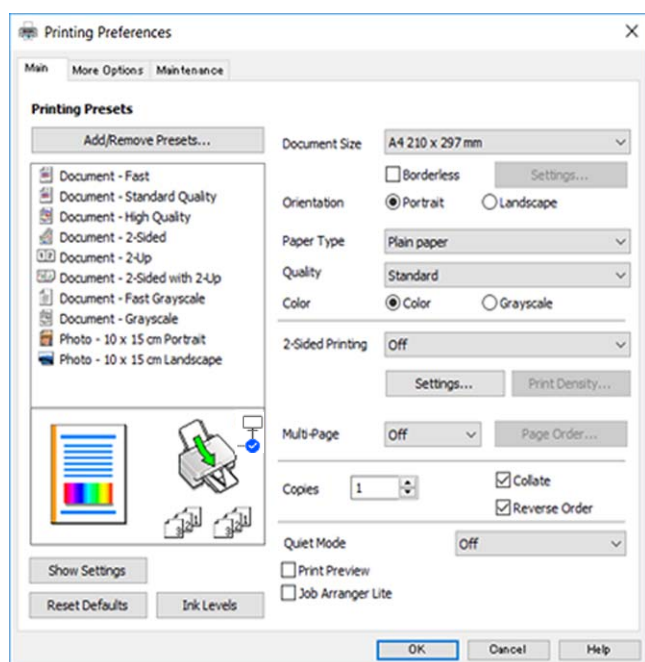 Printing Preferences
Main
More Options
Maintenance
Printing Presets
Add/Remove Presets...
Document - Fast
Document - Standard Quality
Document - High Quality
Document - 2-Sided
Document - 2-Up
Document - 2-Sided with 2-Up
Document - Fast Grayscale
Document - Grayscale
Photo - 10 x 15 cm Portrait
Photo - 10 x 15 cm Landscape
Show Settings
Reset Defaults
Ink Levels
Document Size
A4 210 x 297 mm
Borderless
Settings...
Orientation
Portrait
Landscape
Paper Type
Plain paper
Quality
Standard
Color
Color
Grayscale
2-Sided Printing
Off
Settings...
Print Density...
Multi-Page
Off
Page Order...
Copies
1
Collate
Reverse Order
Quiet Mode
Off
Print Preview
Job Arranger Lite
OK
Cancel
Help